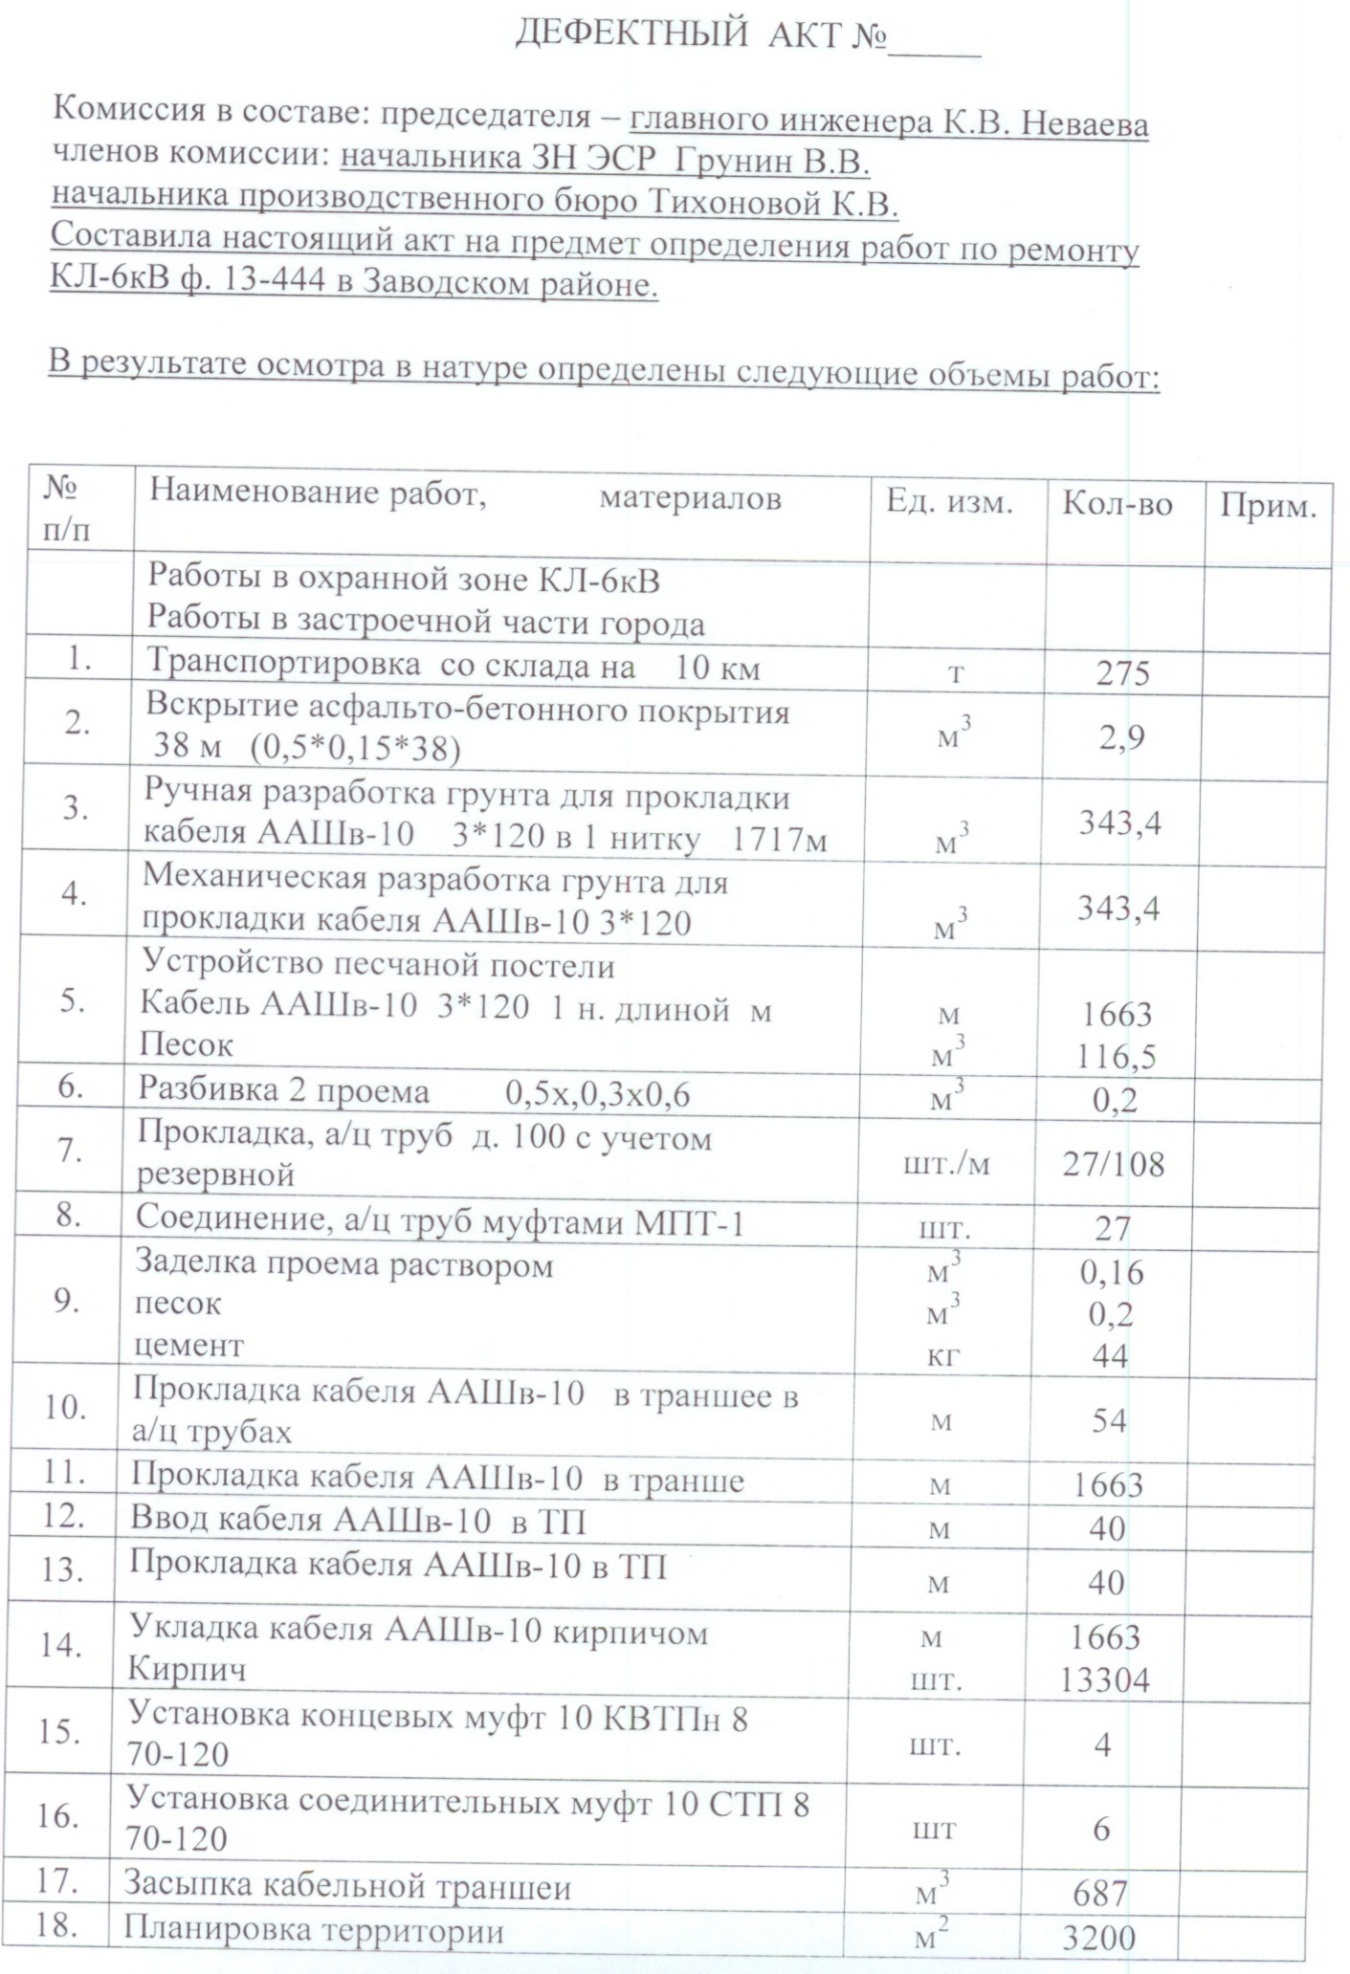 ДЕФЕКТНЫЙ АКТ №_____
Комиссия в составе: председателя – главного инженера К.В. Неваева
членов комиссии: начальника ЗН ЭСР Грунин В.В.
начальника производственного бюро Тихоновой К.В.
Составила настоящий акт на предмет определения работ по ремонту
КЛ-6кВ ф. 13-444 в Заводском районе.
В результате осмотра в натуре определены следующие объемы работ:
№ п/п Наименование работ, материалов Ед. изм. Кол-во Прим.
Работы в охранной зоне КЛ-6кВ
Работы в застроечной части города
1. Транспортировка со склада на 10 км т 275
2. Вскрытие асфальто-бетонного покрытия
38 м (0,5*0,15*38) м³ 2,9
3. Ручная разработка грунта для прокладки
кабеля ААШв-10 3*120 в 1 нитку 1717м м³ 343,4
4. Механическая разработка грунта для
прокладки кабеля ААШв-10 3*120 м³ 343,4
5. Устройство песчаной постели
Кабель ААШв-10 3*120 1 н. длиной м м 1663
Песок м³ 116,5
6. Разбивка 2 проема 0,5х,0,3х0,6 м³ 0,2
7. Прокладка, а/ц труб д. 100 с учетом
резервной шт./м 27/108
8. Соединение, а/ц труб муфтами МПТ-1 шт. 27
9. Заделка проема раствором м³ 0,16
песок м³ 0,2
цемент кг 44
10. Прокладка кабеля ААШв-10 в траншее в
а/ц трубах м 54
11. Прокладка кабеля ААШв-10 в транше м 1663
12. Ввод кабеля ААШв-10 в ТП м 40
13. Прокладка кабеля ААШв-10 в ТП м 40
14. Укладка кабеля ААШв-10 кирпичом м 1663
Кирпич шт. 13304
15. Установка концевых муфт 10 КВТПн 8
70-120 шт. 4
16. Установка соединительных муфт 10 СТП 8
70-120 шт 6
17. Засыпка кабельной траншеи м³ 687
18. Планировка территории м² 3200